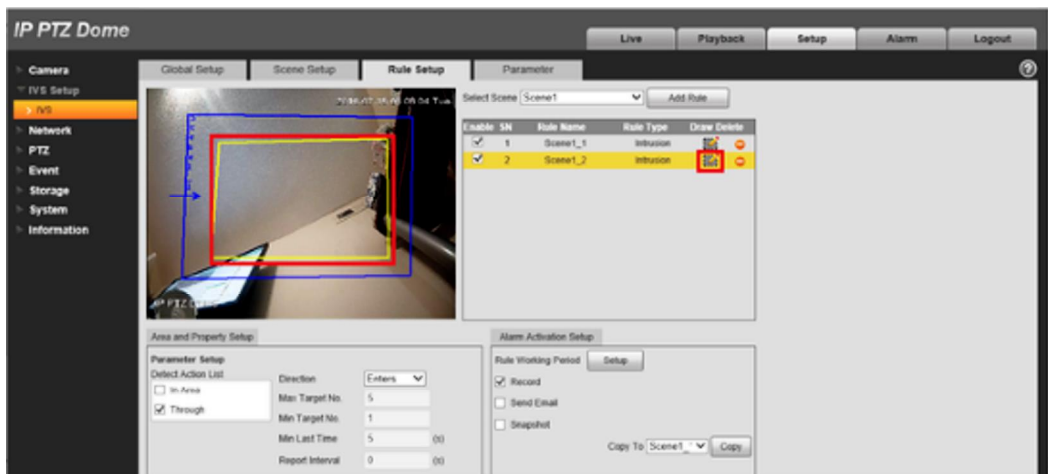 IP PTZ Dome
Live
Playback
Setup
Alarm
Logout
Camera
IVS Setup
IVS
Network
PTZ
Event
Storage
System
Information
Global Setup
Scene Setup
Rule Setup
Parameter
IP PTZ Dome
Select Scene Scene1 Add Rule
Enable SN Rule Name Rule Type Draw Delete
1 Scene1_1 Intrusion
2 Scene1_2 Intrusion
Area and Property Setup
Parameter Setup
Detect Action List
In Area
Through
Direction Enters
Max Target No. 5
Min Target No. 1
Min Last Time 5 (s)
Report Interval 0 (s)
Alarm Activation Setup
Rule Working Period Setup
Record
Send Email
Snapshot
Copy To Scene1_ Copy